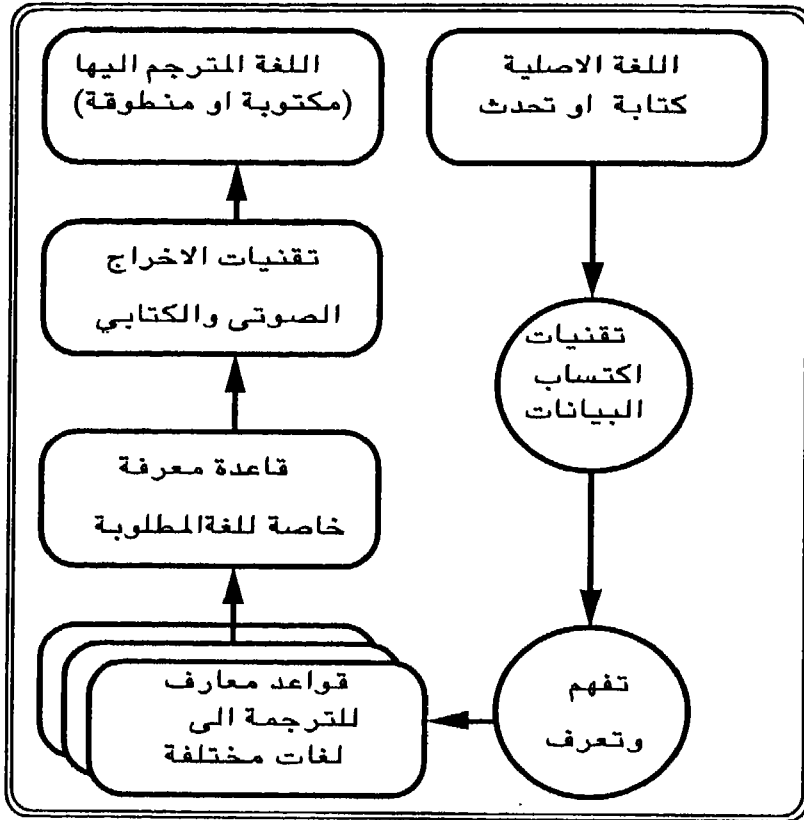 اللغة الاصلية
كتابة او تحدث
تقنيات
اكتساب
البيانات
تفهم
وتعرف
قواعد معارف
للترجمة الى
لغات مختلفة
قاعدة معرفة
خاصة للغةالمطلوبة
تقنيات الاخراج
الصوتى والكتابي
اللغة المترجم اليها
(مكتوبة او منطوقة)